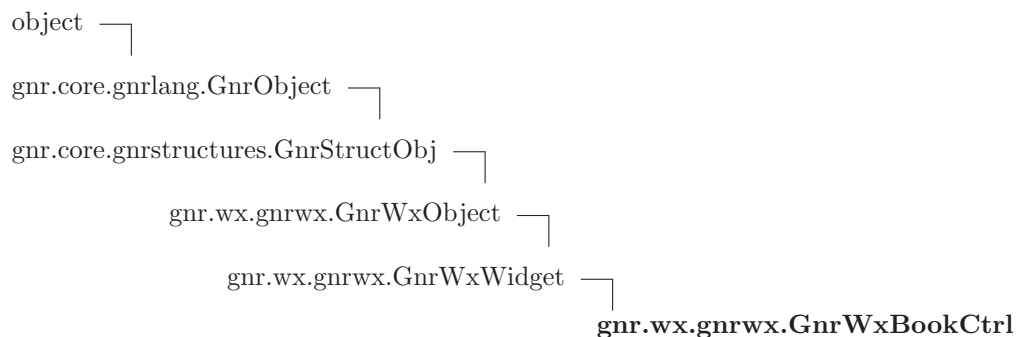 object
gnr.core.gnrlang.GnrObject
gnr.core.gnrstructures.GnrStructObj
gnr.wx.gnrwx.GnrWxObject
gnr.wx.gnrwx.GnrWxWidget
gnr.wx.gnrwx.GnrWxBookCtrl